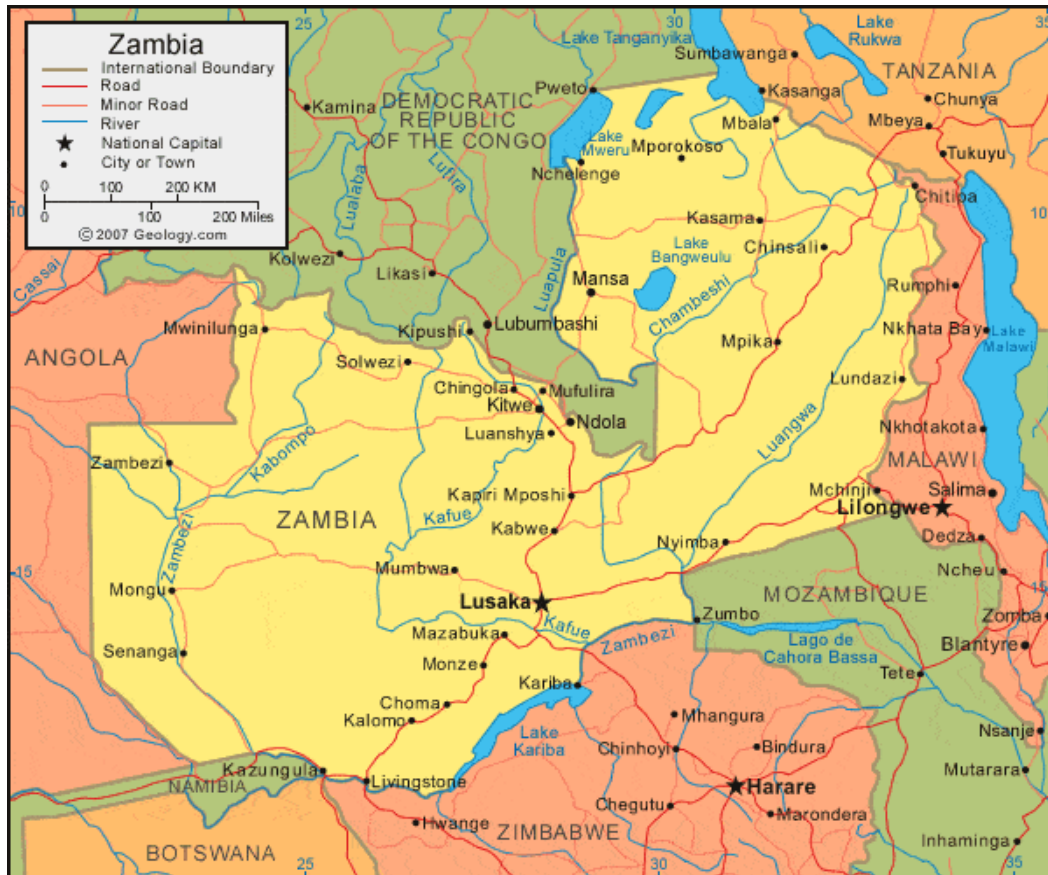 Zambia
International Boundary
Road
Minor Road
River
National Capital
City or Town
0 100 200 KM
0 100 200 Miles
© 2007 Geology.com
25
30
35
Lake Tanganyika
Sumbawanga
Lake
Rukwa
TANZANIA
Kamina
DEMOCRATIC
REPUBLIC
OF THE CONGO
Pweto
Kasanga
Chunya
Mbala
Mbeya
Lake
Mweru
Mporokoso
Tukuyu
Lufira
Nchelenge
Lualaba
Chitipa
10
10
Kasama
Chinsali
Lake
Bangweulu
Kolwezi
Likasi
Cassai
Luapula
Mansa
Chambeshi
Rumphi
Mwinilunga
Kipushi
Lubumbashi
Nkhata Bay
Lake
Malawi
Mpika
ANGOLA
Solwezi
Lundazi
Chingola
Mufulira
Kitwe
Ndola
Luanshya
Luangwa
Nkhotakota
Zambezi
Kabompo
MALAWI
Kapiri Mposhi
Mchinji
Salima
Lilongwe
ZAMBIA
Kafue
Kabwe
Nyimba
Dedza
Zambezi
15
Mumbwa
Ncheu
15
Mongu
MOZAMBIQUE
Lusaka
Zumbo
Zomba
Kafue
Zambezi
Mazabuka
Lago de
Cahora Bassa
Blantyre
Senanga
Monze
Kariba
Tete
Choma
Kalomo
Mhangura
Lake
Kariba
Chinhoyi
Bindura
Nsanje
Kazungula
Livingstone
Mutarara
NAMIBIA
Harare
Chegutu
Marondera
Hwange
ZIMBABWE
Inhaminga
BOTSWANA
25
30
35